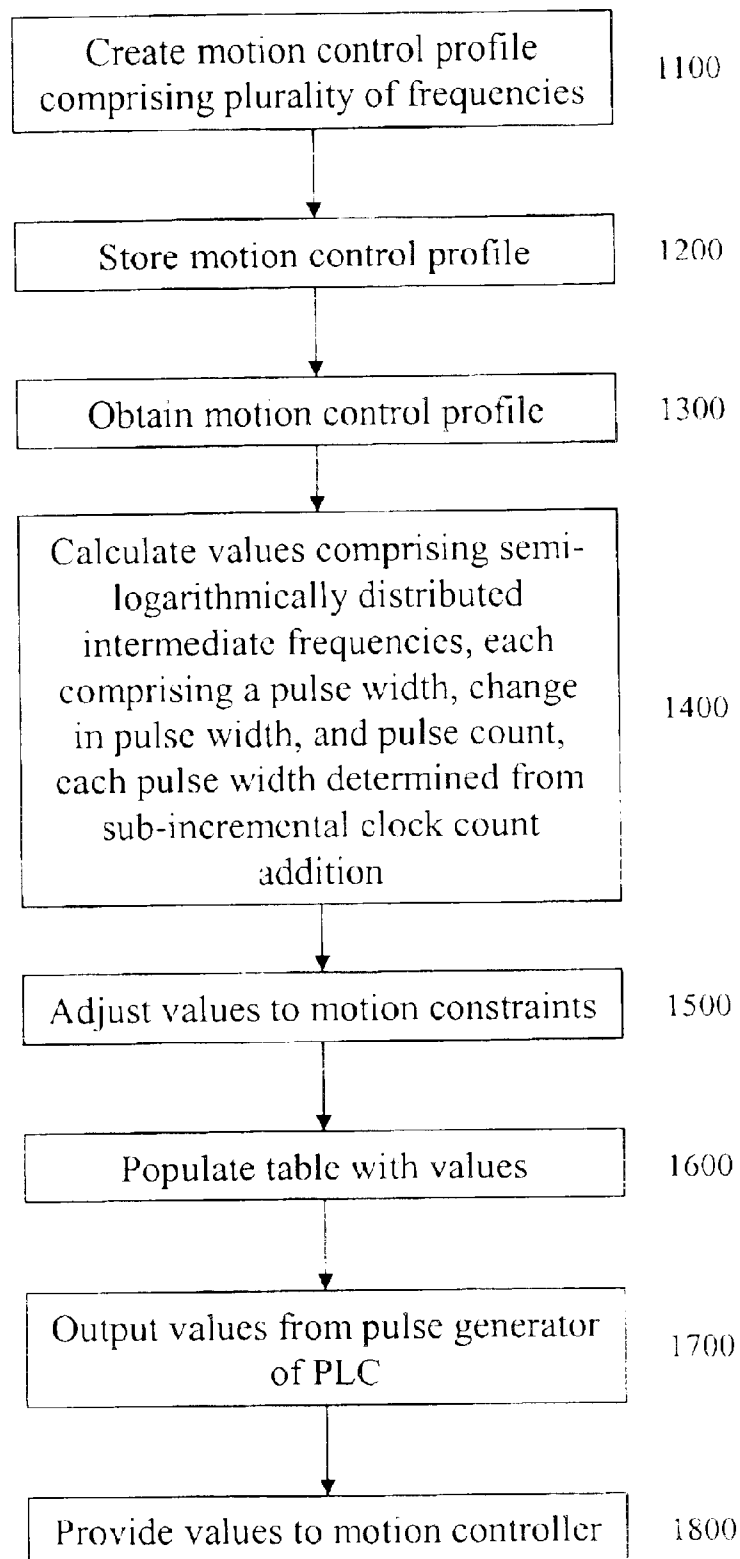 Create motion control profile
comprising plurality of frequencies
1100
Store motion control profile
1200
Obtain motion control profile
1300
Calculate values comprising semi-
logarithmically distributed
intermediate frequencies, each
comprising a pulse width, change
in pulse width, and pulse count,
each pulse width determined from
sub-incremental clock count
addition
1400
Adjust values to motion constraints
1500
Populate table with values
1600
Output values from pulse generator
of PLC
1700
Provide values to motion controller
1800